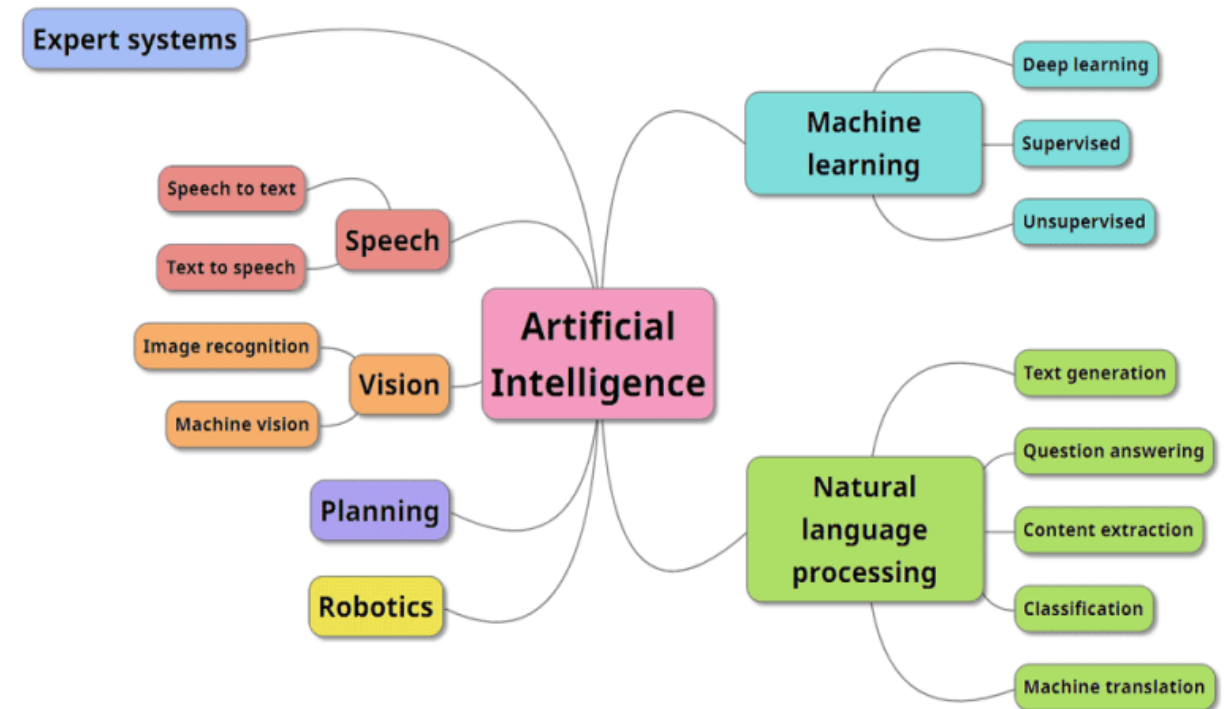 Expert systems
Speech to text
Speech
Text to speech
Image recognition
Vision
Machine vision
Planning
Robotics
Artificial
Intelligence
Machine
learning
Deep learning
Supervised
Unsupervised
Natural
language
processing
Text generation
Question answering
Content extraction
Classification
Machine translation